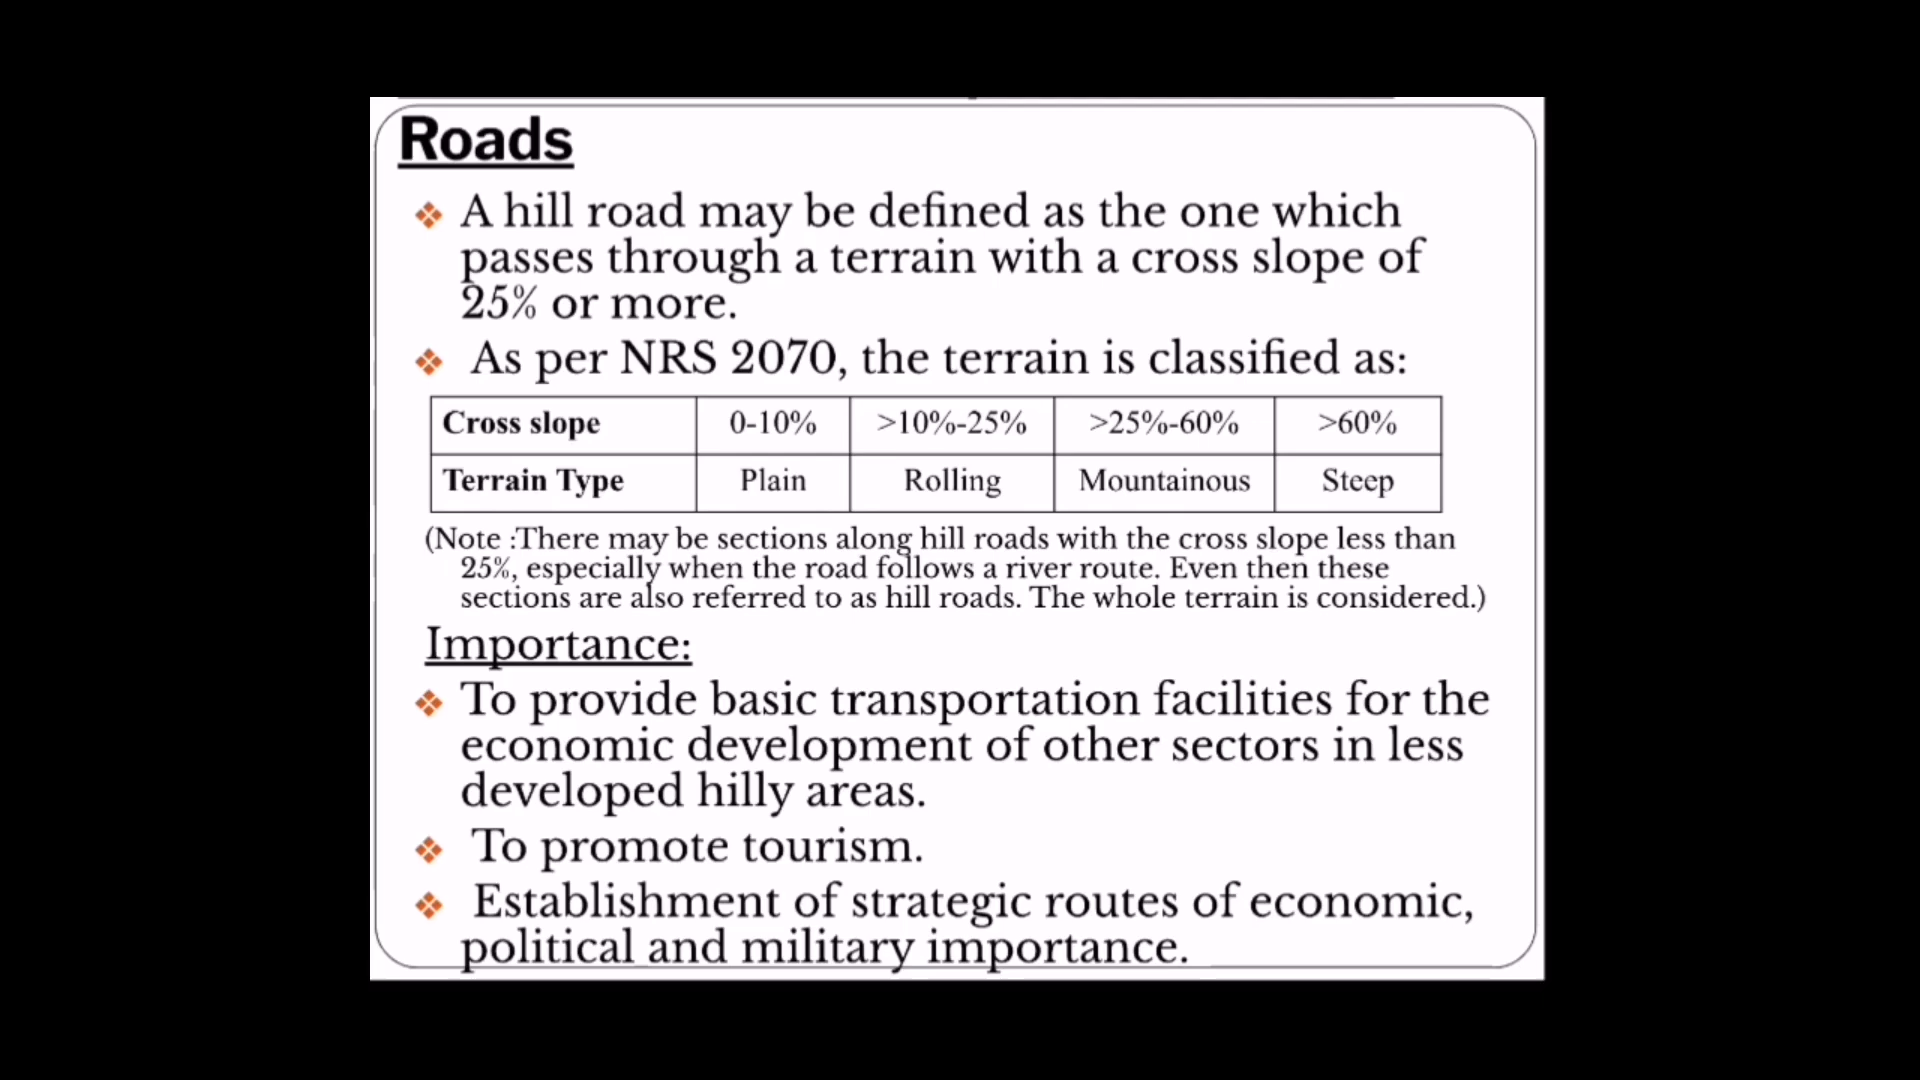 Roads
❖ A hill road may be defined as the one which
passes through a terrain with a cross slope of
25% or more.
❖ As per NRS 2070, the terrain is classified as:
Cross slope 0-10% >10%-25% >25%-60% >60%
Terrain Type Plain Rolling Mountainous Steep
(Note :There may be sections along hill roads with the cross slope less than
25%, especially when the road follows a river route. Even then these
sections are also referred to as hill roads. The whole terrain is considered.)
Importance:
❖ To provide basic transportation facilities for the
economic development of other sectors in less
developed hilly areas.
❖ To promote tourism.
❖ Establishment of strategic routes of economic,
political and military importance.